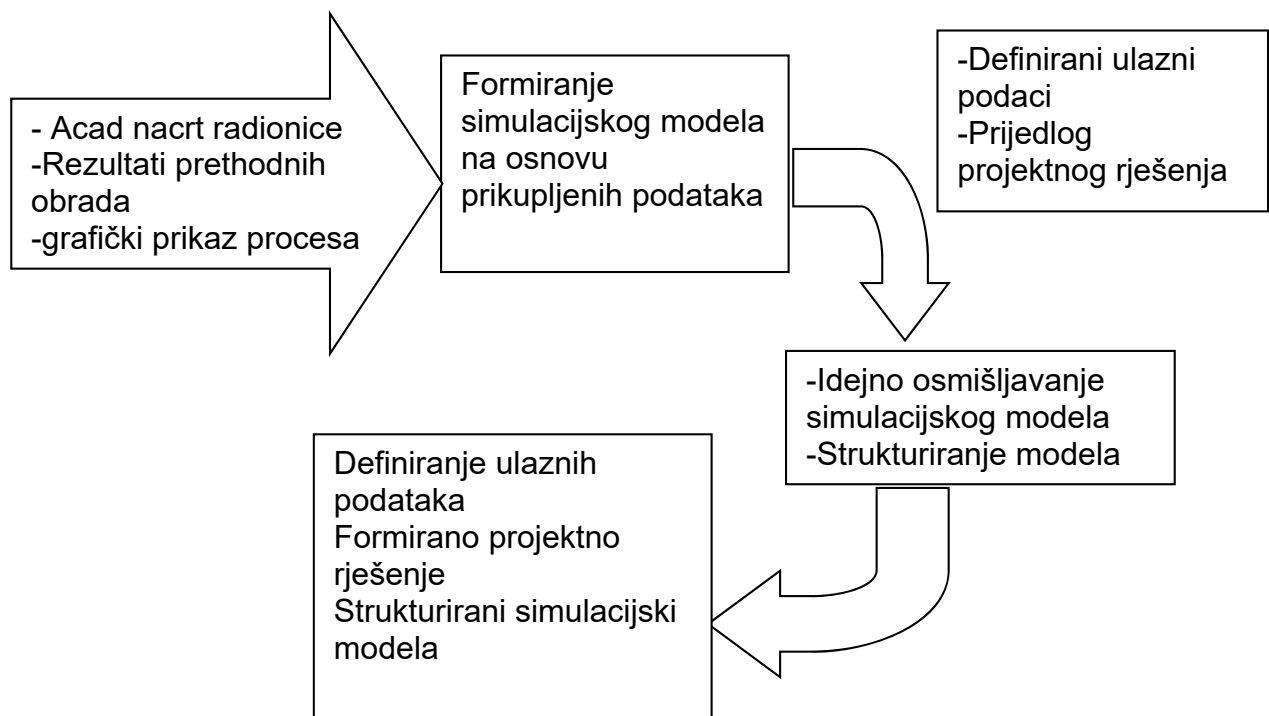 - Acad nacrt radionice
-Rezultati prethodnih
obrada
-grafički prikaz procesa
Formiranje
simulacijskog modela
na osnovu
prikupljenih podataka
-Definirani ulazni
podaci
-Prijedlog
projektnog rješenja
-Idejno osmišljavanje
simulacijskog modela
-Strukturiranje modela
Definiranje ulaznih
podataka
Formirano projektno
rješenje
Strukturirani simulacijski
modela